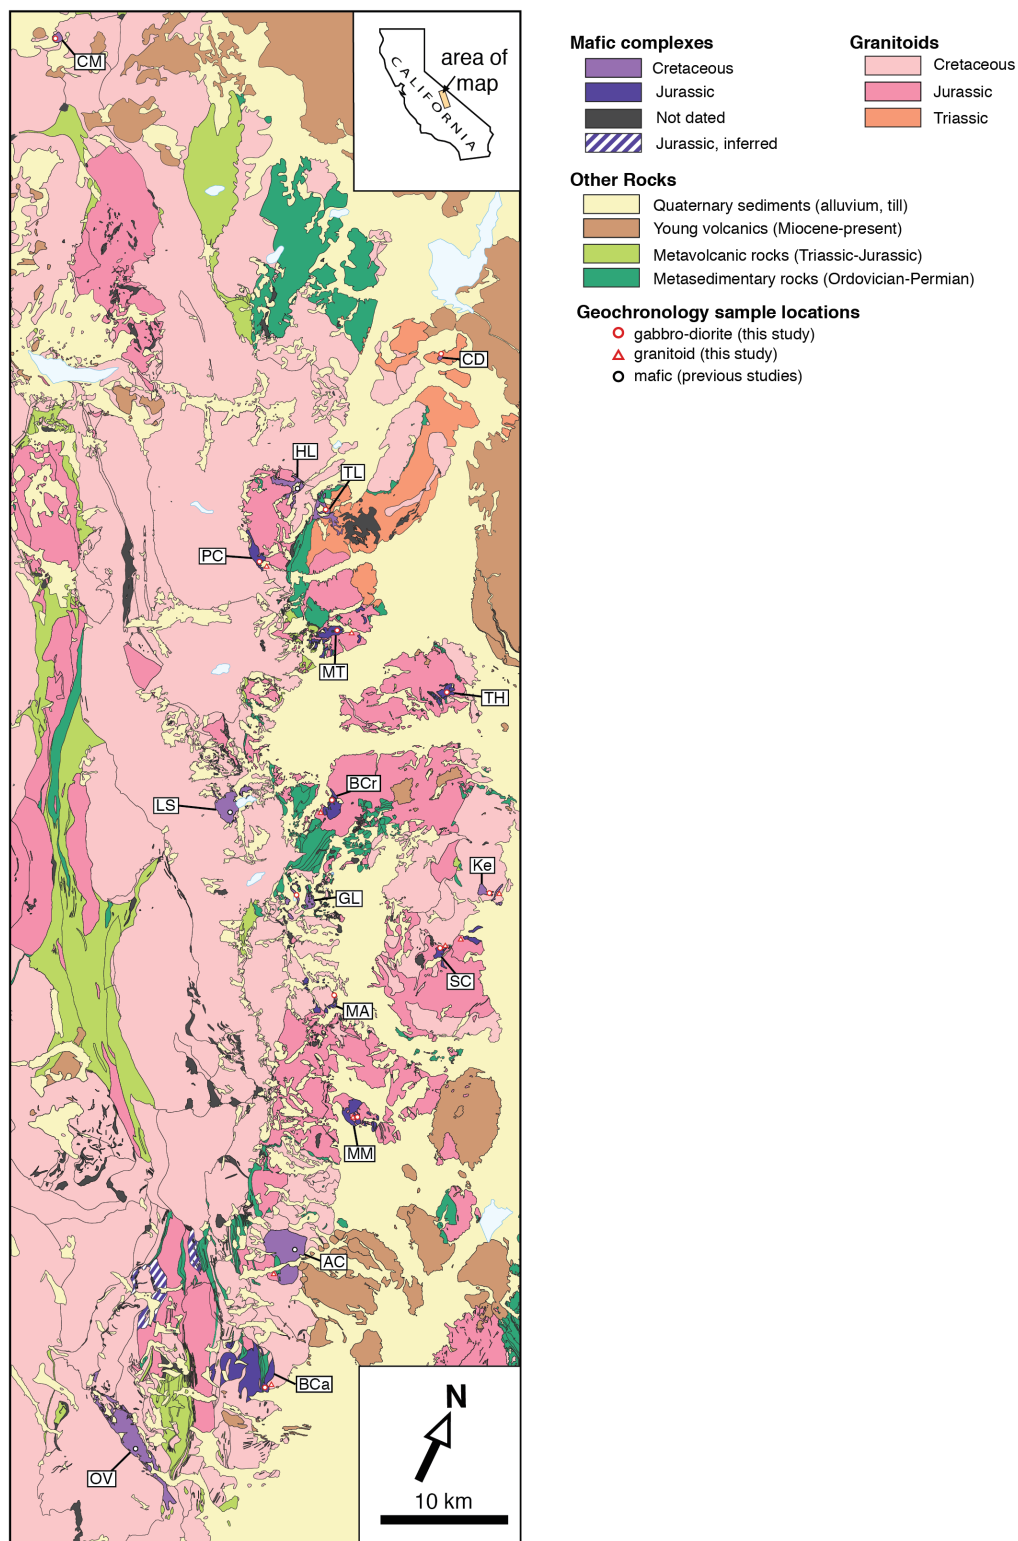 CM
area of
map
CALIFORNIA
CD
HL
TL
PC
MT
TH
BCr
LS
Ke
GL
SC
MA
MM
AC
BCa
OV
N
10 km
Mafic complexes
Cretaceous
Jurassic
Not dated
Jurassic, inferred
Granitoids
Cretaceous
Jurassic
Triassic
Other Rocks
Quaternary sediments (alluvium, till)
Young volcanics (Miocene-present)
Metavolcanic rocks (Triassic-Jurassic)
Metasedimentary rocks (Ordovician-Permian)
Geochronology sample locations
gabbro-diorite (this study)
granitoid (this study)
mafic (previous studies)